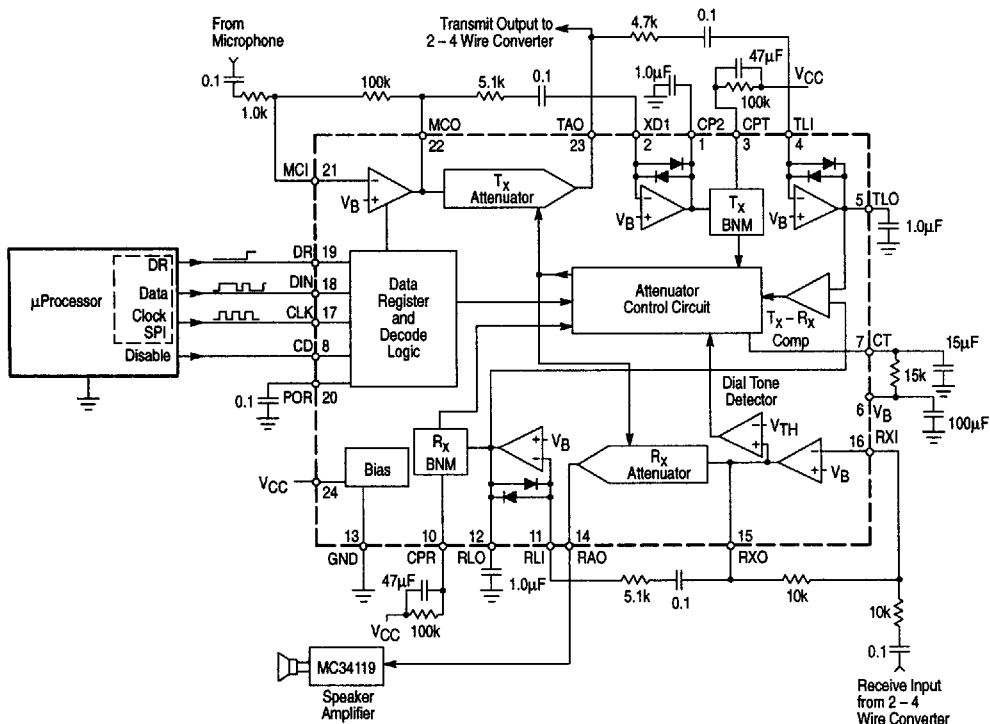 From
Microphone
Transmit Output to
2 – 4 Wire Converter
4.7k
0.1
0.1
1.0k
100k
5.1k
0.1
1.0µF
47µF
VCC
100k
MCO
22
TAO
23
XD1
2
CP2
1
CPT
3
TLI
4
MCI
21
VB
TX
Attenuator
VB
TX
BNM
VB
5
TLO
1.0µF
µProcessor
DR
Data
Clock
SPI
Disable
DR
19
DIN
18
CLK
17
CD
8
POR
20
0.1
Data
Register
and
Decode
Logic
Attenuator
Control Circuit
TX – RX
Comp
7
CT
15µF
15k
6
VB
100µF
Dial Tone
Detector
VTH
16
RXI
VB
RX
BNM
VB
RX
Attenuator
VCC
24
Bias
13
GND
10
CPR
12
RLO
11
RLI
14
RAO
15
RXO
47µF
VCC
100k
1.0µF
5.1k
0.1
10k
10k
0.1
MC34119
Speaker
Amplifier
Receive Input
from 2 – 4
Wire Converter